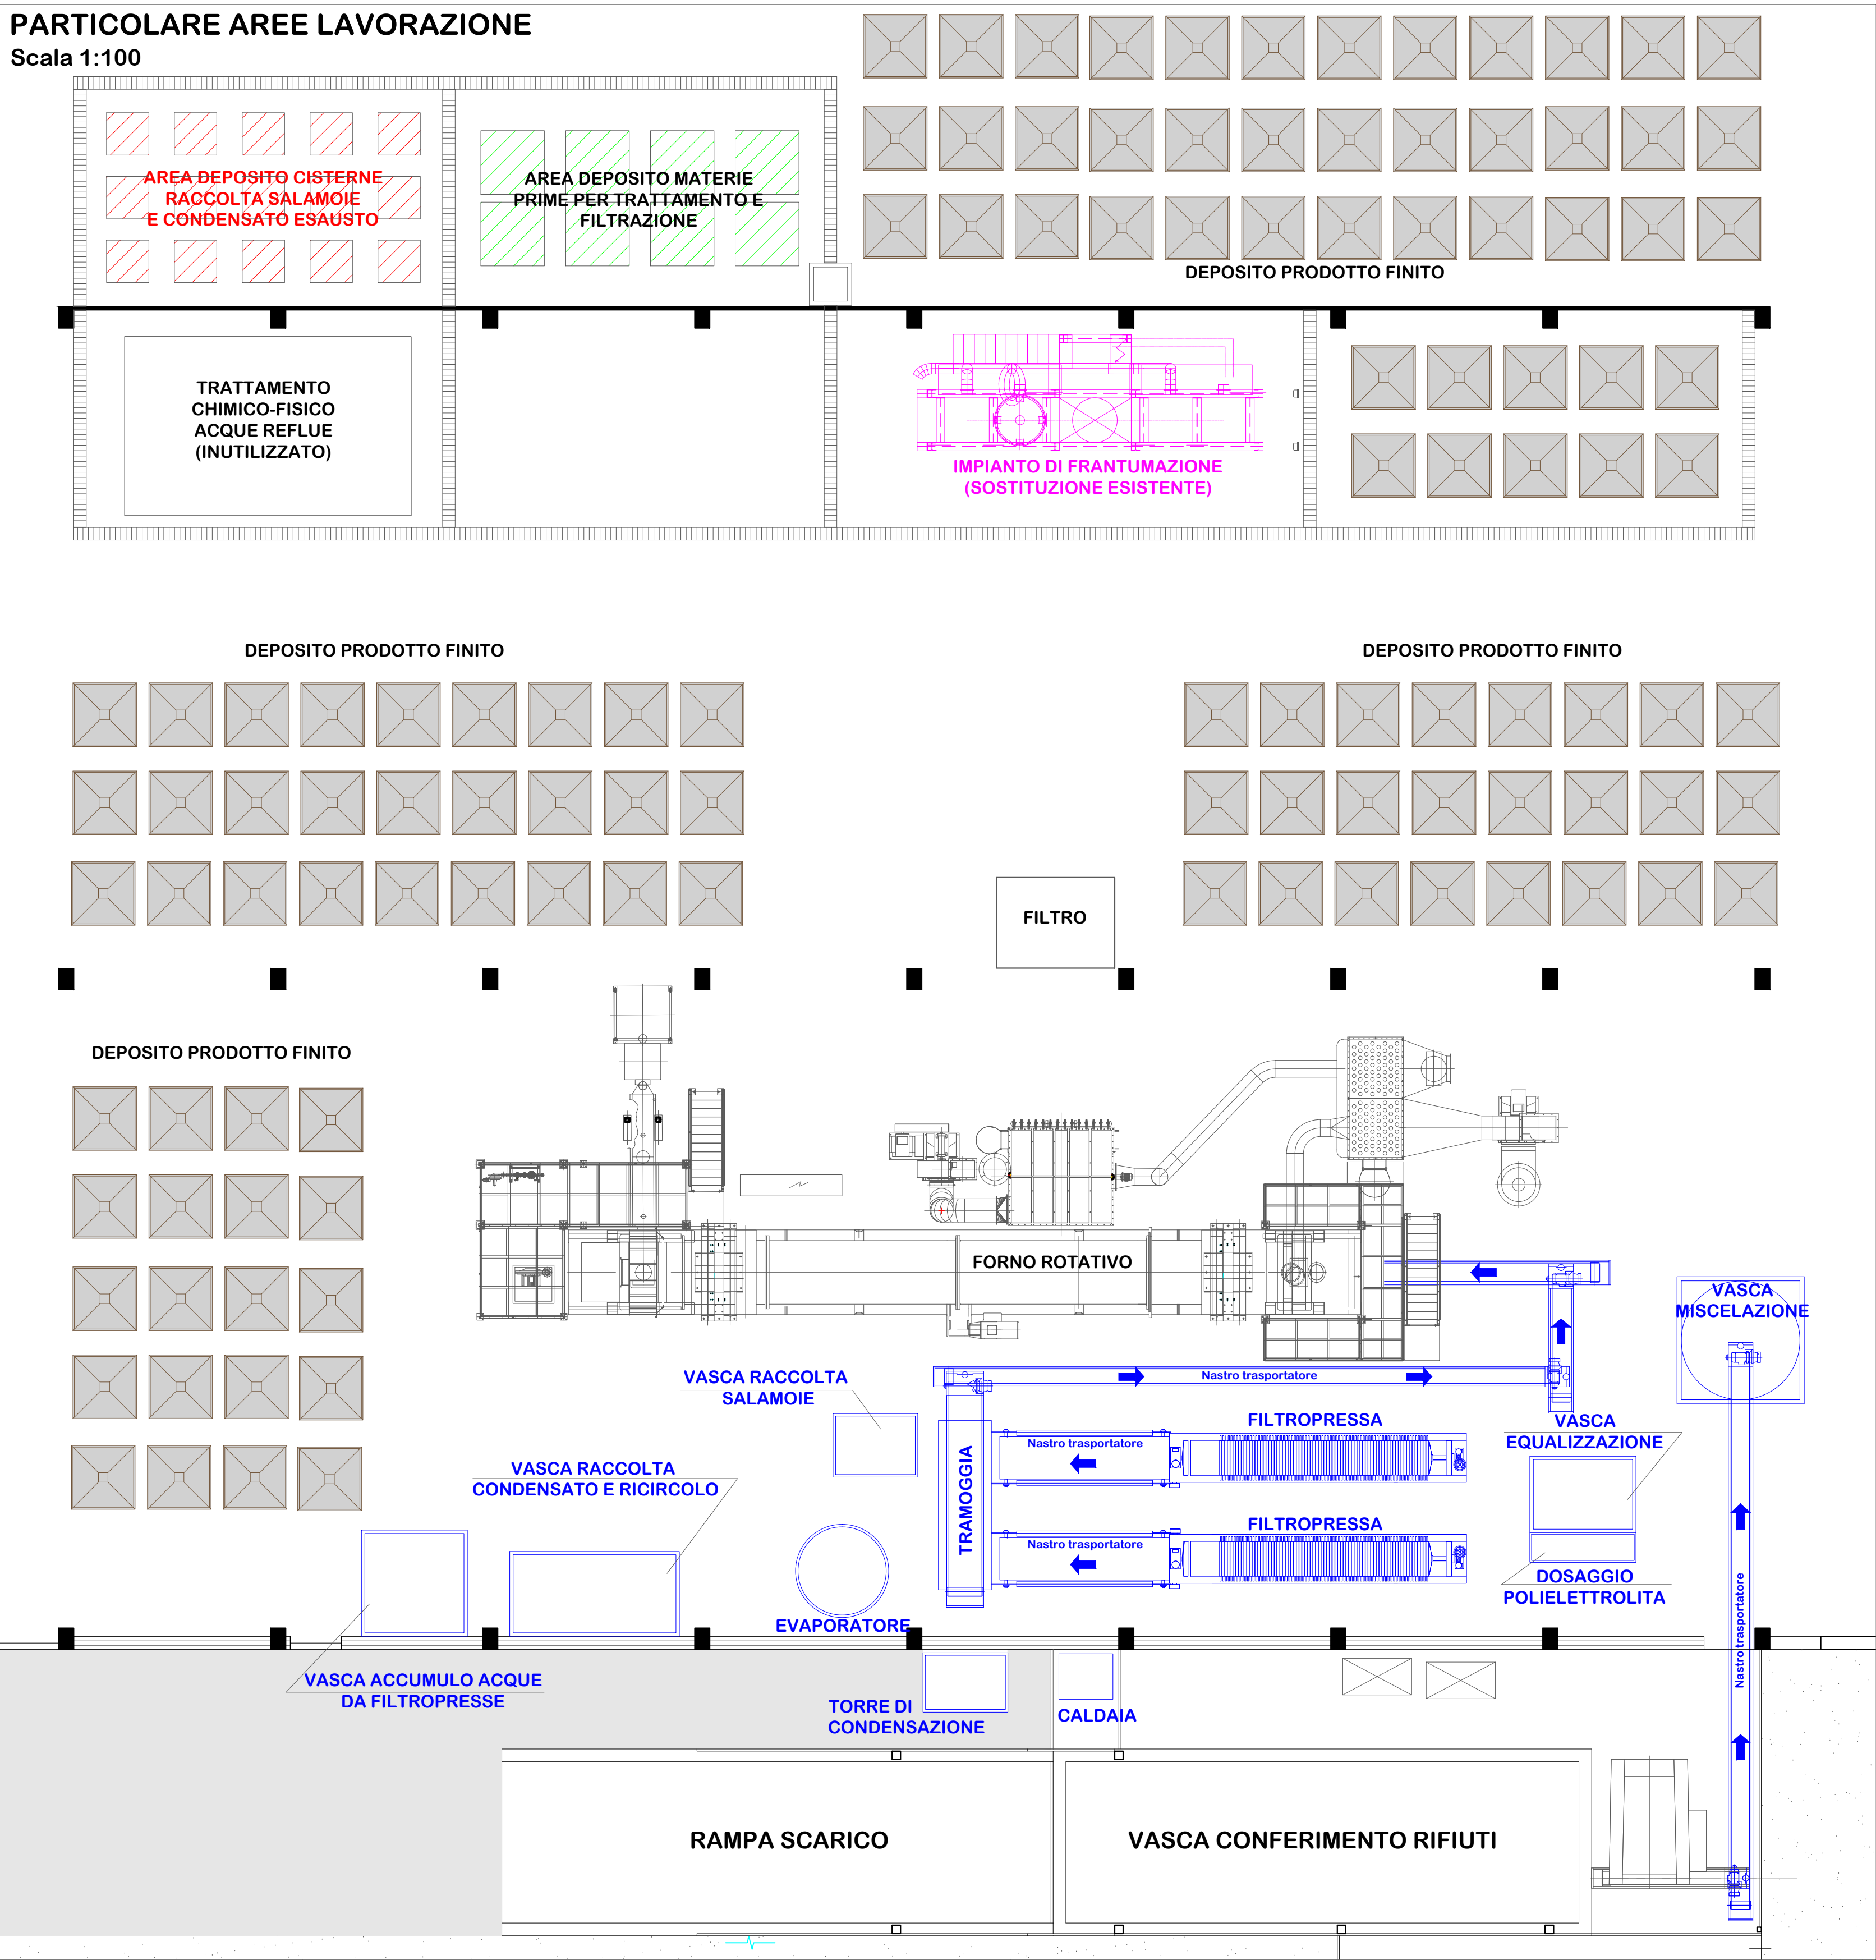 PARTICOLARE AREE LAVORAZIONE
Scala 1:100
AREA DEPOSITO CISTERNE
RACCOLTA SALAMOIE
E CONDENSATO ESAUSTO
AREA DEPOSITO MATERIE
PRIME PER TRATTAMENTO E
FILTRAZIONE
DEPOSITO PRODOTTO FINITO
TRATTAMENTO
CHIMICO-FISICO
ACQUE REFLUE
(INUTILIZZATO)
IMPIANTO DI FRANTUMAZIONE
(SOSTITUZIONE ESISTENTE)
DEPOSITO PRODOTTO FINITO
DEPOSITO PRODOTTO FINITO
FILTRO
DEPOSITO PRODOTTO FINITO
FORNO ROTATIVO
VASCA
MISCELAZIONE
VASCA RACCOLTA
SALAMOIE
Nastro trasportatore
FILTROPRESSA
VASCA
EQUALIZZAZIONE
Nastro trasportatore
VASCA RACCOLTA
CONDENSATO E RICIRCOLO
TRAMOGGIA
FILTROPRESSA
Nastro trasportatore
DOSAGGIO
POLIELETTROLITA
EVAPORATORE
Nastro trasportatore
VASCA ACCUMULO ACQUE
DA FILTROPRESSE
TORRE DI
CONDENSAZIONE
CALDAIA
RAMPA SCARICO
VASCA CONFERIMENTO RIFIUTI